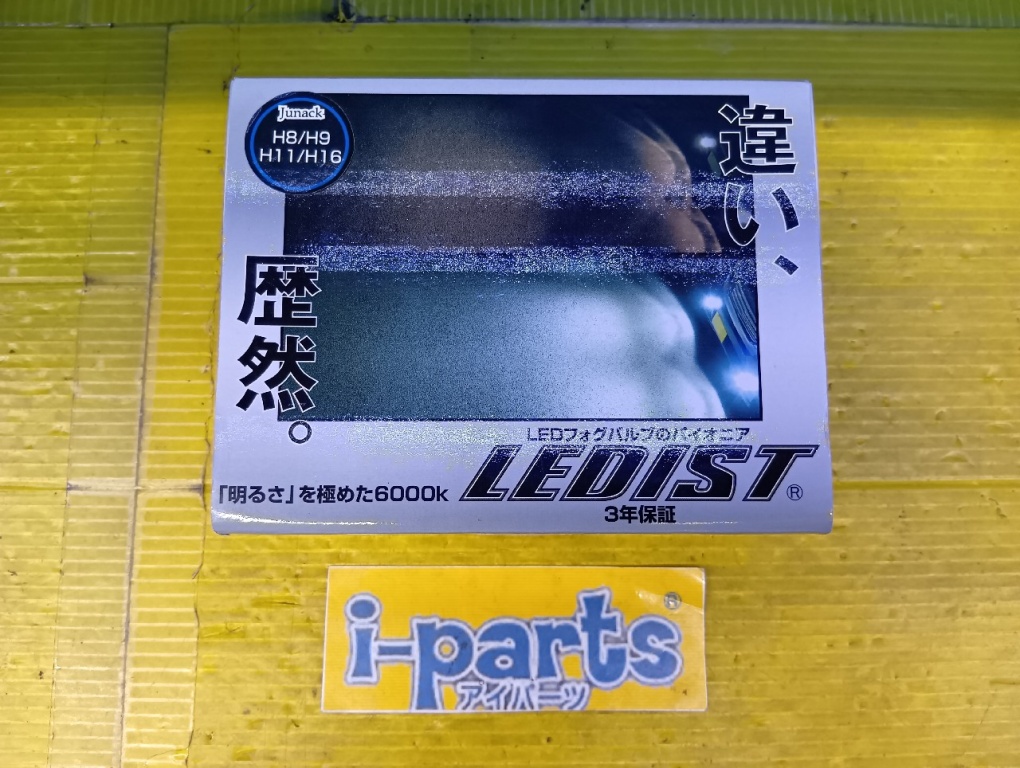 Junack
H8/H9
H11/H16
違い、
歴然。
LEDフォグバルブのパイオニア
LEDIST®
「明るさ」を極めた6000k
3年保証
i-parts
アイパーツ